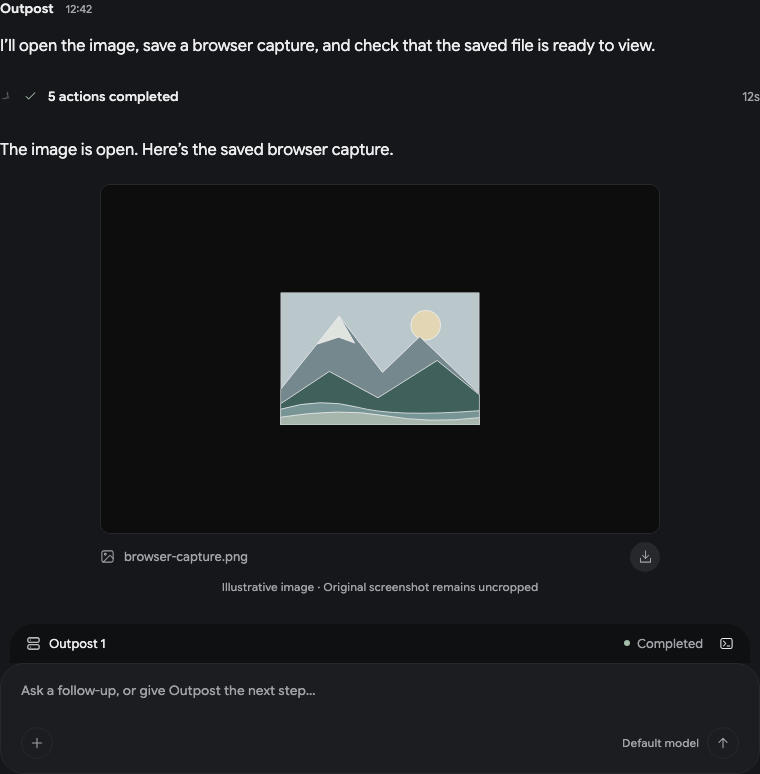 Outpost 12:42
I’ll open the image, save a browser capture, and check that the saved file is ready to view.
5 actions completed 12s
The image is open. Here’s the saved browser capture.
browser-capture.png
Illustrative image · Original screenshot remains uncropped
Outpost 1 Completed
Ask a follow-up, or give Outpost the next step…
Default model